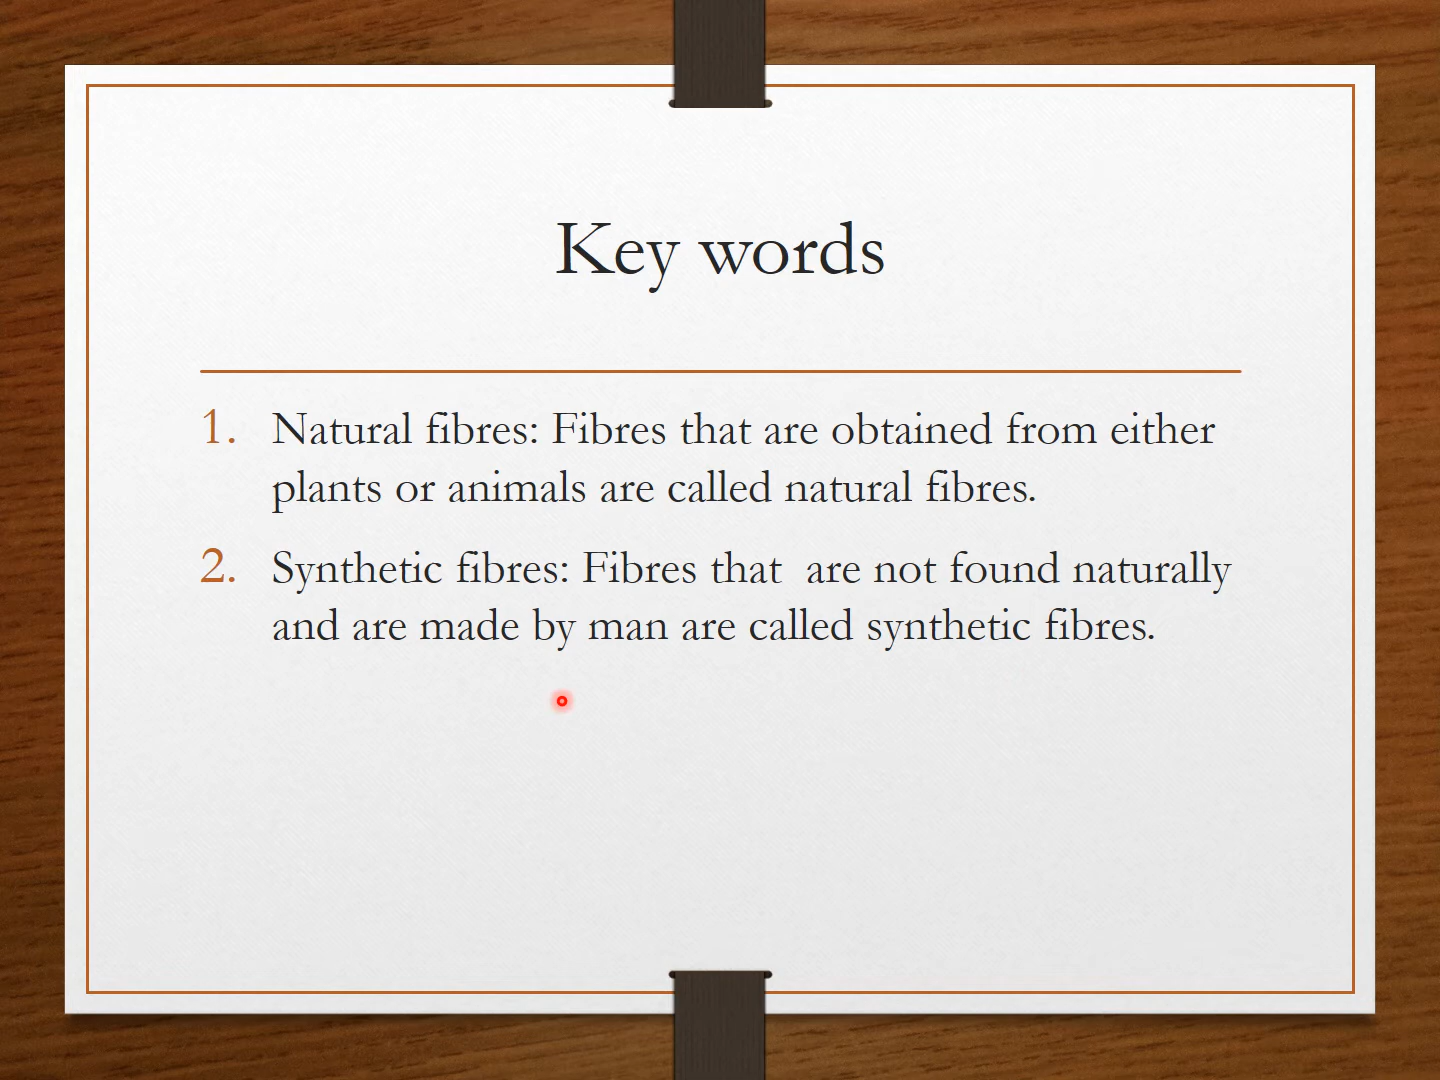 Key words
1. Natural fibres: Fibres that are obtained from either
plants or animals are called natural fibres.
2. Synthetic fibres: Fibres that  are not found naturally
and are made by man are called synthetic fibres.